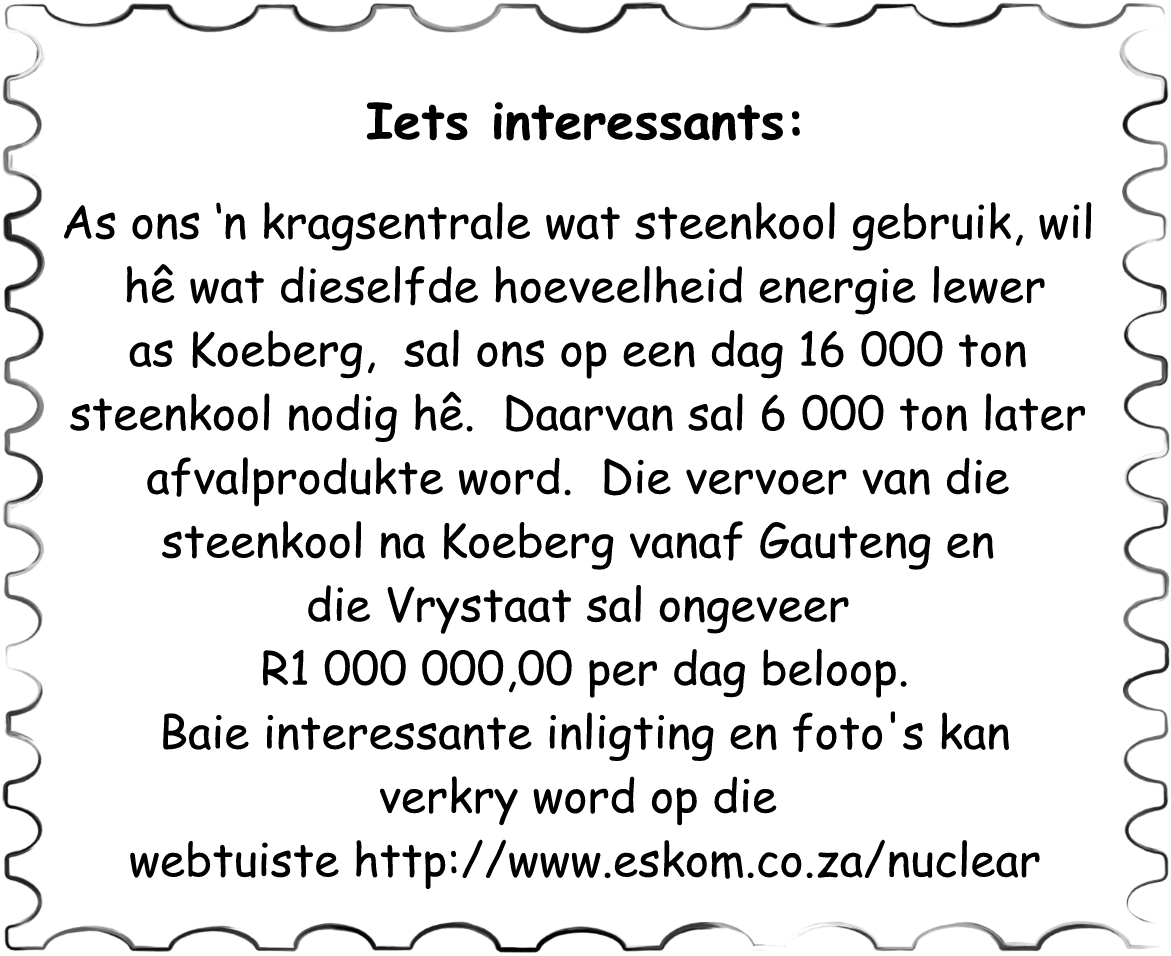 Iets interessants:
As ons ‘n kragsentrale wat steenkool gebruik, wil
hê wat dieselfde hoeveelheid energie lewer
as Koeberg,  sal ons op een dag 16 000 ton
steenkool nodig hê.  Daarvan sal 6 000 ton later
afvalprodukte word.  Die vervoer van die
steenkool na Koeberg vanaf Gauteng en
die Vrystaat sal ongeveer
R1 000 000,00 per dag beloop.
Baie interessante inligting en foto's kan
verkry word op die
webtuiste http://www.eskom.co.za/nuclear